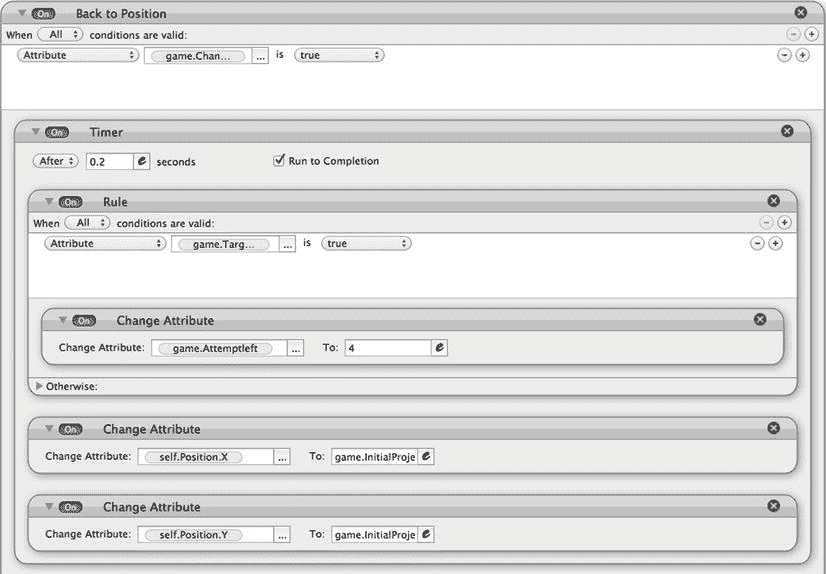 On Back to Position
When All conditions are valid:
Attribute game.Chan... ... is true
On Timer
After 0.2 e seconds Run to Completion
On Rule
When All conditions are valid:
Attribute game.Targ... ... is true
On Change Attribute
Change Attribute: game.Attemptleft ... To: 4 e
Otherwise:
On Change Attribute
Change Attribute: self.Position.X ... To: game.InitialProje e
On Change Attribute
Change Attribute: self.Position.Y ... To: game.InitialProje e